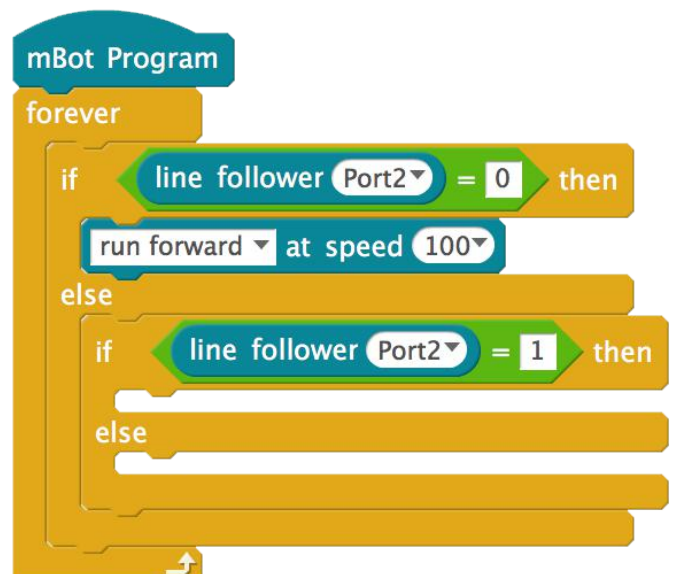 mBot Program
forever
if line follower Port2 = 0 then
run forward at speed 100
else
if line follower Port2 = 1 then
else